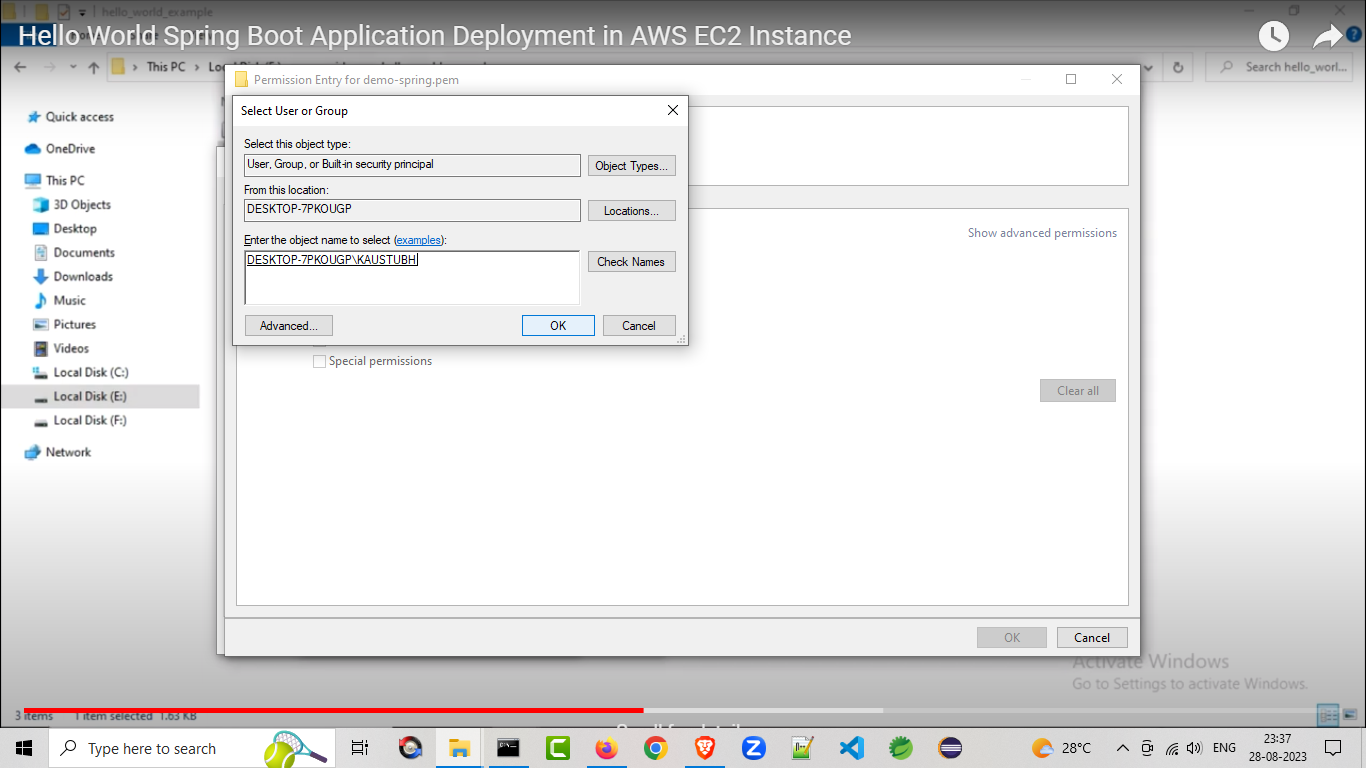 hello_world_example
Hello World Spring Boot Application Deployment in AWS EC2 Instance
This PC
Search hello_worl...
Permission Entry for demo-spring.pem
Select User or Group
Select this object type:
User, Group, or Built-in security principal
Object Types...
From this location:
DESKTOP-7PKOUGP
Locations...
Enter the object name to select (examples):
DESKTOP-7PKOUGP\KAUSTUBH
Check Names
Advanced...
OK
Cancel
Show advanced permissions
Special permissions
Clear all
OK
Cancel
Quick access
OneDrive
This PC
3D Objects
Desktop
Documents
Downloads
Music
Pictures
Videos
Local Disk (C:)
Local Disk (E:)
Local Disk (F:)
Network
Activate Windows
Go to Settings to activate Windows.
3 items
1 item selected 1.63 KB
Type here to search
28°C
ENG
23:37
28-08-2023